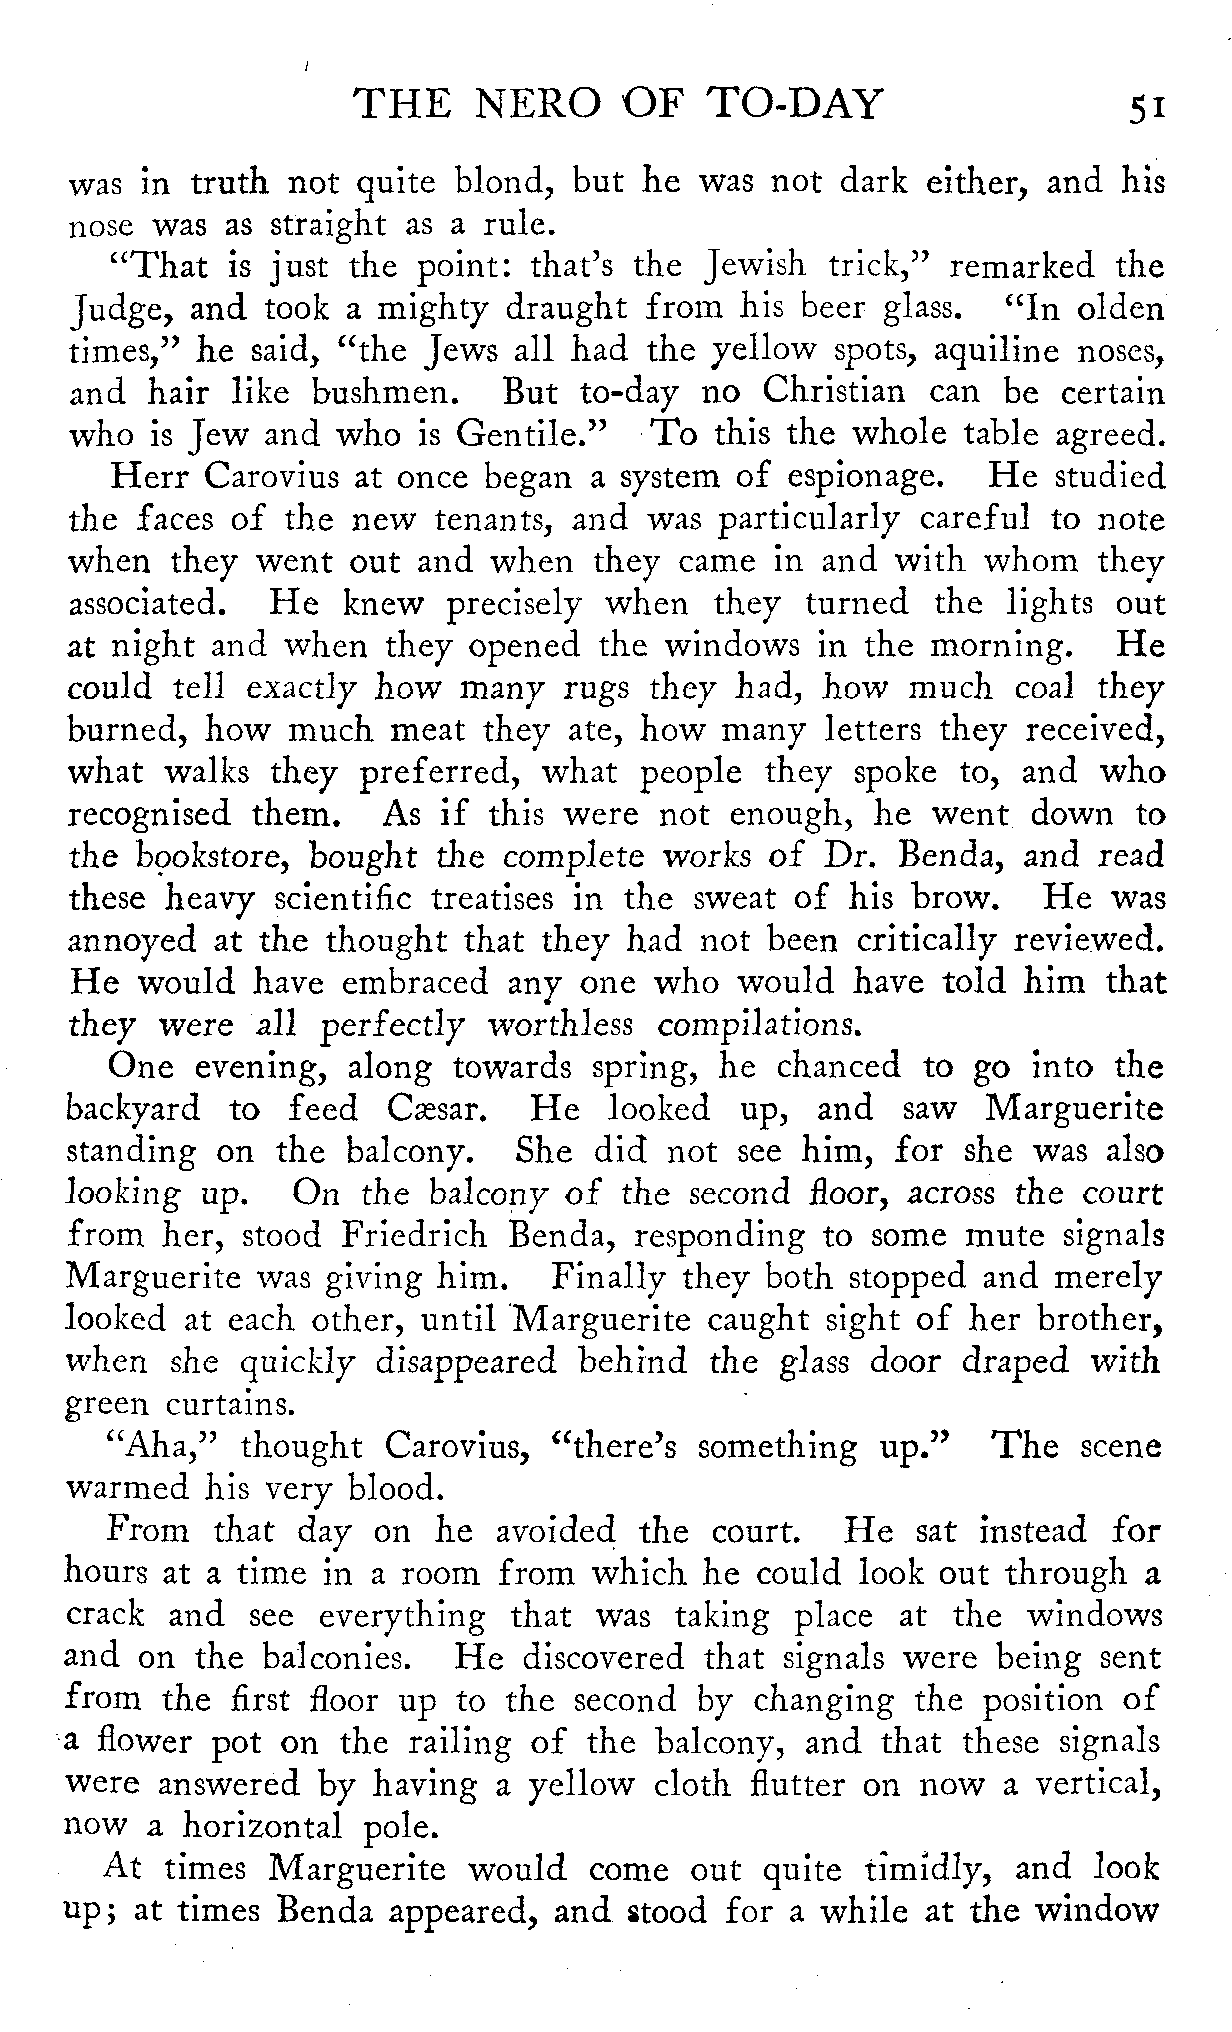 THE NERO OF TO-DAY 51
was in truth not quite blond, but he was not dark either, and his
nose was as straight as a rule.
“That is just the point: that’s the Jewish trick,” remarked the
Judge, and took a mighty draught from his beer glass. “In olden
times,” he said, “the Jews all had the yellow spots, aquiline noses,
and hair like bushmen. But to-day no Christian can be certain
who is Jew and who is Gentile.” To this the whole table agreed.
Herr Carovius at once began a system of espionage. He studied
the faces of the new tenants, and was particularly careful to note
when they went out and when they came in and with whom they
associated. He knew precisely when they turned the lights out
at night and when they opened the windows in the morning. He
could tell exactly how many rugs they had, how much coal they
burned, how much meat they ate, how many letters they received,
what walks they preferred, what people they spoke to, and who
recognised them. As if this were not enough, he went down to
the bookstore, bought the complete works of Dr. Benda, and read
these heavy scientific treatises in the sweat of his brow. He was
annoyed at the thought that they had not been critically reviewed.
He would have embraced any one who would have told him that
they were all perfectly worthless compilations.
One evening, along towards spring, he chanced to go into the
backyard to feed Cæsar. He looked up, and saw Marguerite
standing on the balcony. She did not see him, for she was also
looking up. On the balcony of the second floor, across the court
from her, stood Friedrich Benda, responding to some mute signals
Marguerite was giving him. Finally they both stopped and merely
looked at each other, until Marguerite caught sight of her brother,
when she quickly disappeared behind the glass door draped with
green curtains.
“Aha,” thought Carovius, “there’s something up.” The scene
warmed his very blood.
From that day on he avoided the court. He sat instead for
hours at a time in a room from which he could look out through a
crack and see everything that was taking place at the windows
and on the balconies. He discovered that signals were being sent
from the first floor up to the second by changing the position of
a flower pot on the railing of the balcony, and that these signals
were answered by having a yellow cloth flutter on now a vertical,
now a horizontal pole.
At times Marguerite would come out quite timidly, and look
up; at times Benda appeared, and stood for a while at the window